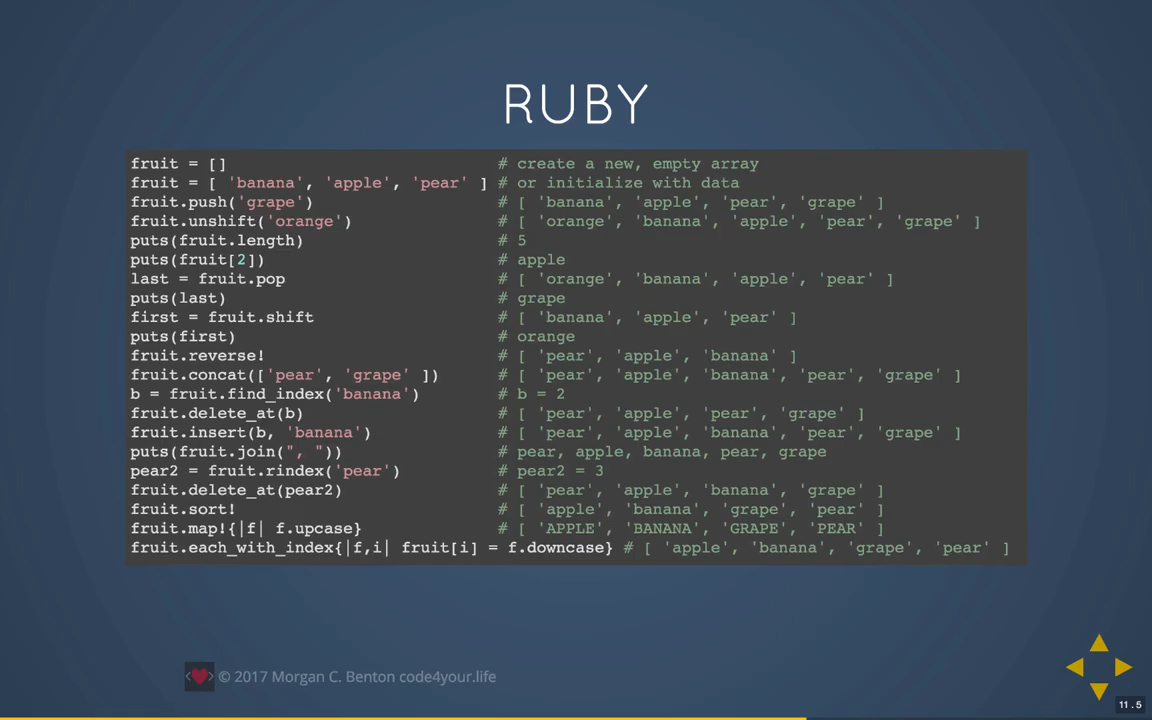 RUBY
fruit = [] # create a new, empty array
fruit = [ 'banana', 'apple', 'pear' ] # or initialize with data
fruit.push('grape') # [ 'banana', 'apple', 'pear', 'grape' ]
fruit.unshift('orange') # [ 'orange', 'banana', 'apple', 'pear', 'grape' ]
puts(fruit.length) # 5
puts(fruit[2]) # apple
last = fruit.pop # [ 'orange', 'banana', 'apple', 'pear' ]
puts(last) # grape
first = fruit.shift # [ 'banana', 'apple', 'pear' ]
puts(first) # orange
fruit.reverse! # [ 'pear', 'apple', 'banana' ]
fruit.concat(['pear', 'grape' ]) # [ 'pear', 'apple', 'banana', 'pear', 'grape' ]
b = fruit.find_index('banana') # b = 2
fruit.delete_at(b) # [ 'pear', 'apple', 'pear', 'grape' ]
fruit.insert(b, 'banana') # [ 'pear', 'apple', 'banana', 'pear', 'grape' ]
puts(fruit.join(", ")) # pear, apple, banana, pear, grape
pear2 = fruit.rindex('pear') # pear2 = 3
fruit.delete_at(pear2) # [ 'pear', 'apple', 'banana', 'grape' ]
fruit.sort! # [ 'apple', 'banana', 'grape', 'pear' ]
fruit.map!{|f| f.upcase} # [ 'APPLE', 'BANANA', 'GRAPE', 'PEAR' ]
fruit.each_with_index{|f,i| fruit[i] = f.downcase} # [ 'apple', 'banana', 'grape', 'pear' ]
© 2017 Morgan C. Benton code4your.life
11.5